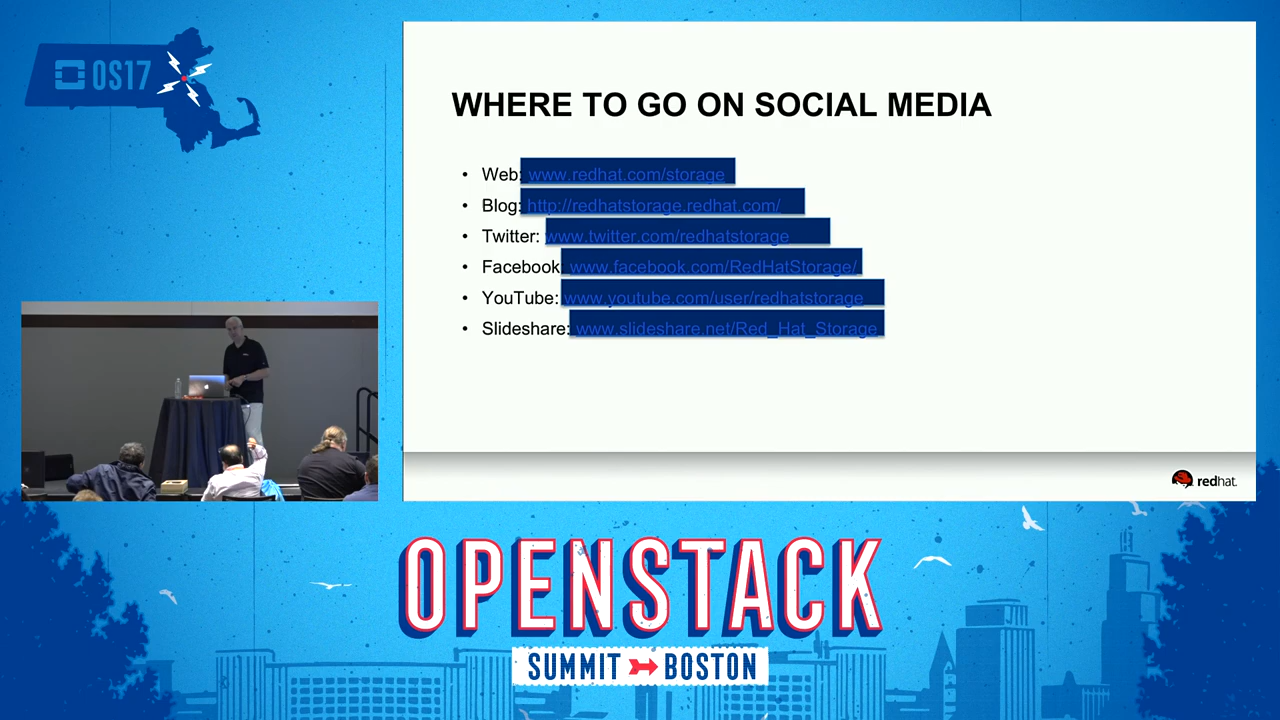 OS17
WHERE TO GO ON SOCIAL MEDIA
• Web: www.redhat.com/storage
• Blog: http://redhatstorage.redhat.com/
• Twitter: www.twitter.com/redhatstorage
• Facebook www.facebook.com/RedHatStorage/
• YouTube: www.youtube.com/user/redhatstorage
• Slideshare: www.slideshare.net/Red_Hat_Storage
redhat.
OPENSTACK
SUMMIT BOSTON